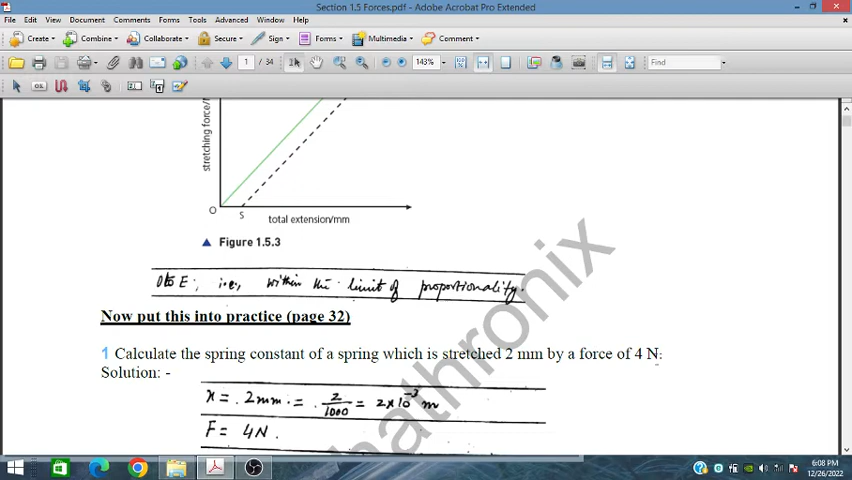 Section 1.5 Forces.pdf - Adobe Acrobat Pro Extended
File Edit View Document Comments Forms Tools Advanced Window Help
Create Combine Collaborate Secure Sign Forms Multimedia Comment
1 / 34 143% Find
stretching force/
O
S
total extension/mm
▲ Figure 1.5.3
O to E, i.e., within the limit of proportionality.
Now put this into practice (page 32)
1 Calculate the spring constant of a spring which is stretched 2 mm by a force of 4 N.
Solution: -
x = 2mm = 2/1000 = 2x10⁻³ m
F = 4N.
athronix
6:08 PM
12/26/2022